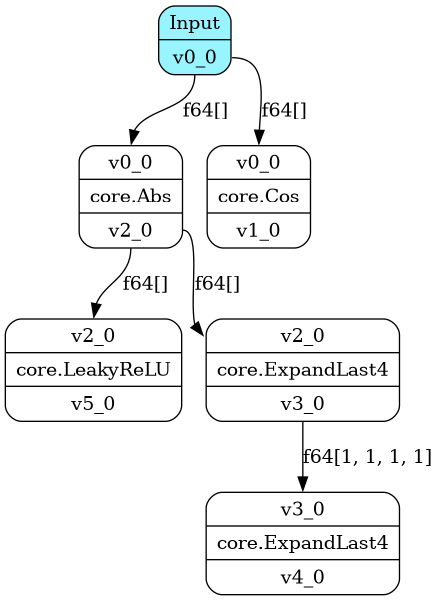 Input
v0_0
f64[]
f64[]
v0_0
core.Abs
v2_0
v0_0
core.Cos
v1_0
f64[]
f64[]
v2_0
core.LeakyReLU
v5_0
v2_0
core.ExpandLast4
v3_0
f64[1, 1, 1, 1]
v3_0
core.ExpandLast4
v4_0